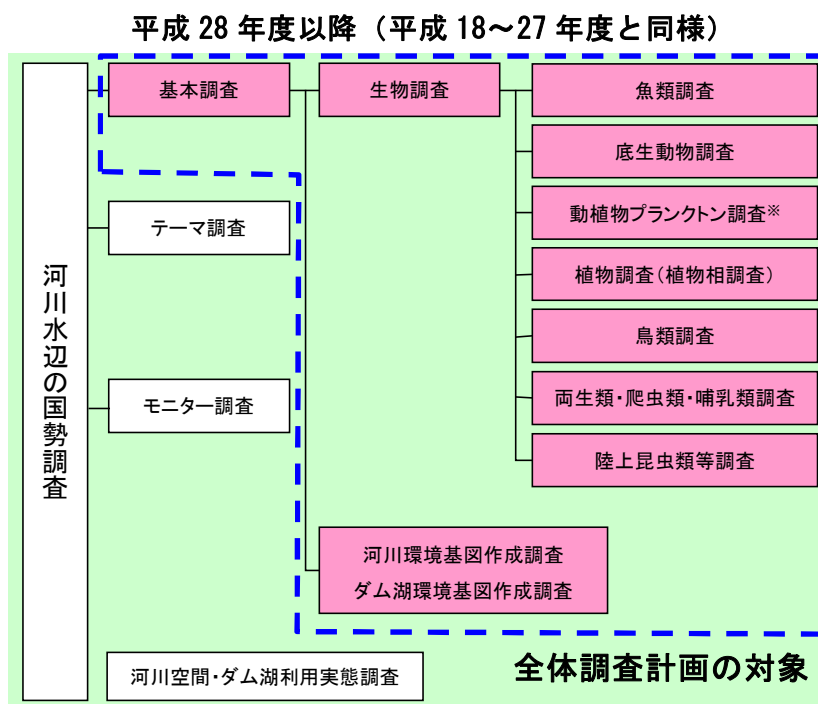 平成 28 年度以降（平成 18～27 年度と同様）
河川水辺の国勢調査
基本調査
生物調査
魚類調査
底生動物調査
動植物プランクトン調査※
植物調査（植物相調査）
鳥類調査
両生類・爬虫類・哺乳類調査
陸上昆虫類等調査
テーマ調査
モニター調査
河川環境基図作成調査
ダム湖環境基図作成調査
河川空間・ダム湖利用実態調査
全体調査計画の対象